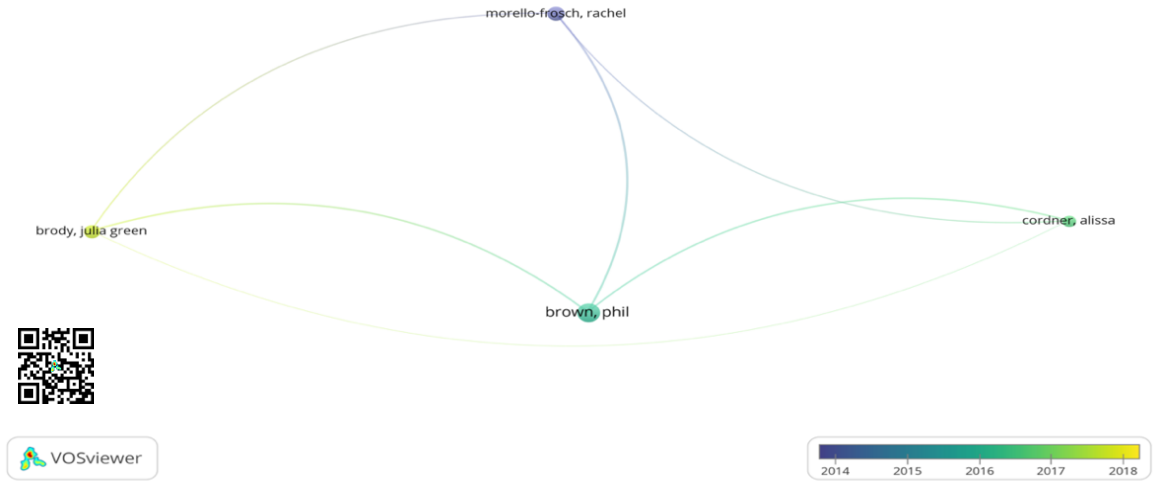 morello-frosch, rachel
cordner, alissa
brody, julia green
brown, phil
VOSviewer
2014 2015 2016 2017 2018